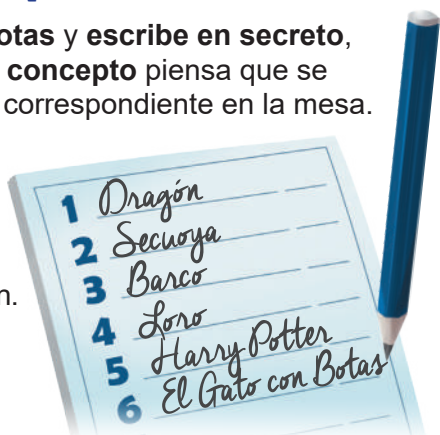 otas y escribe en secreto,
concepto piensa que se
correspondiente en la mesa.
n.
1 Dragón
2 Secuoya
3 Barco
4 Loro
5 Harry Potter
6 El Gato con Botas